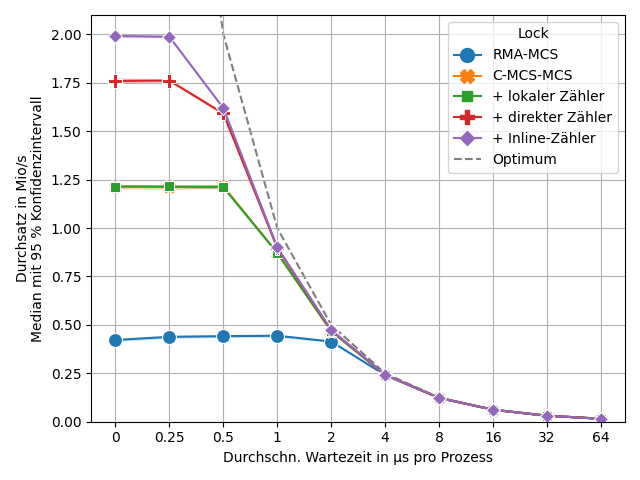 Lock
RMA-MCS
C-MCS-MCS
+ lokaler Zähler
+ direkter Zähler
+ Inline-Zähler
Optimum
Durchsatz in Mio/s
Median mit 95 % Konfidenzintervall
2.00
1.75
1.50
1.25
1.00
0.75
0.50
0.25
0.00
0 0.25 0.5 1 2 4 8 16 32 64
Durchschn. Wartezeit in µs pro Prozess